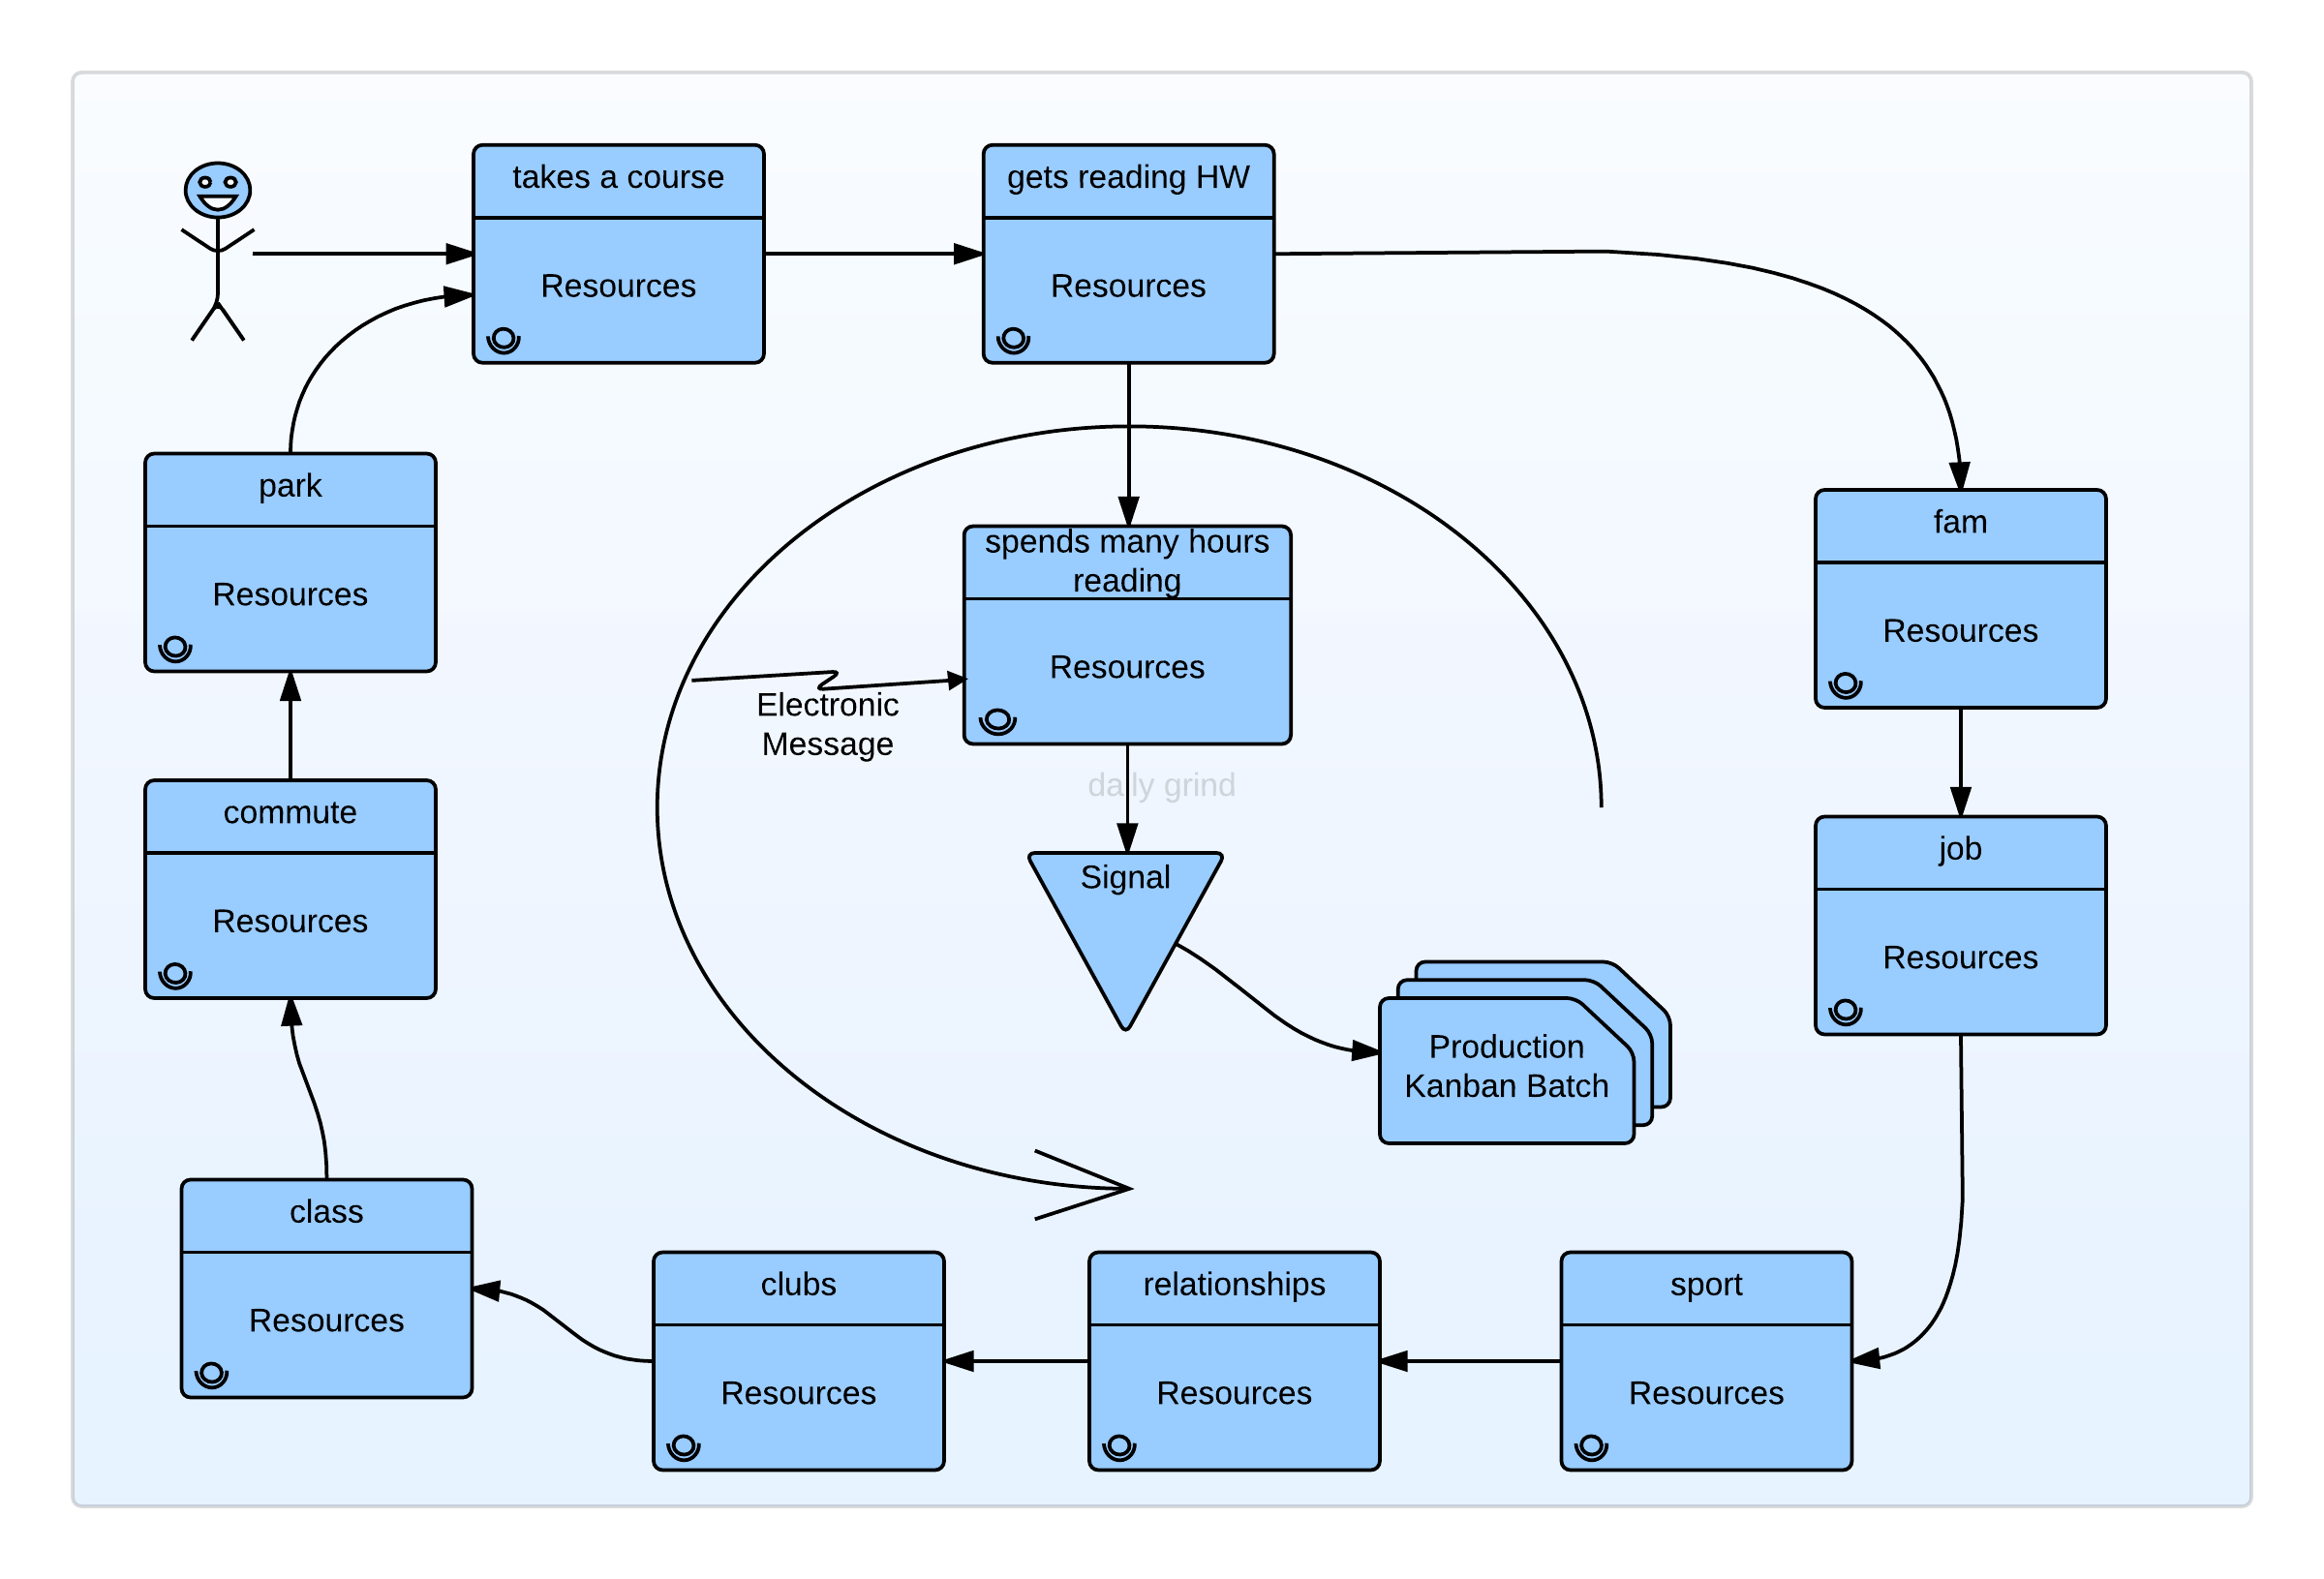 takes a course
Resources
gets reading HW
Resources
park
Resources
spends many hours
reading
Resources
fam
Resources
Electronic
Message
daily grind
commute
Resources
Signal
job
Resources
Production
Kanban Batch
class
Resources
clubs
Resources
relationships
Resources
sport
Resources